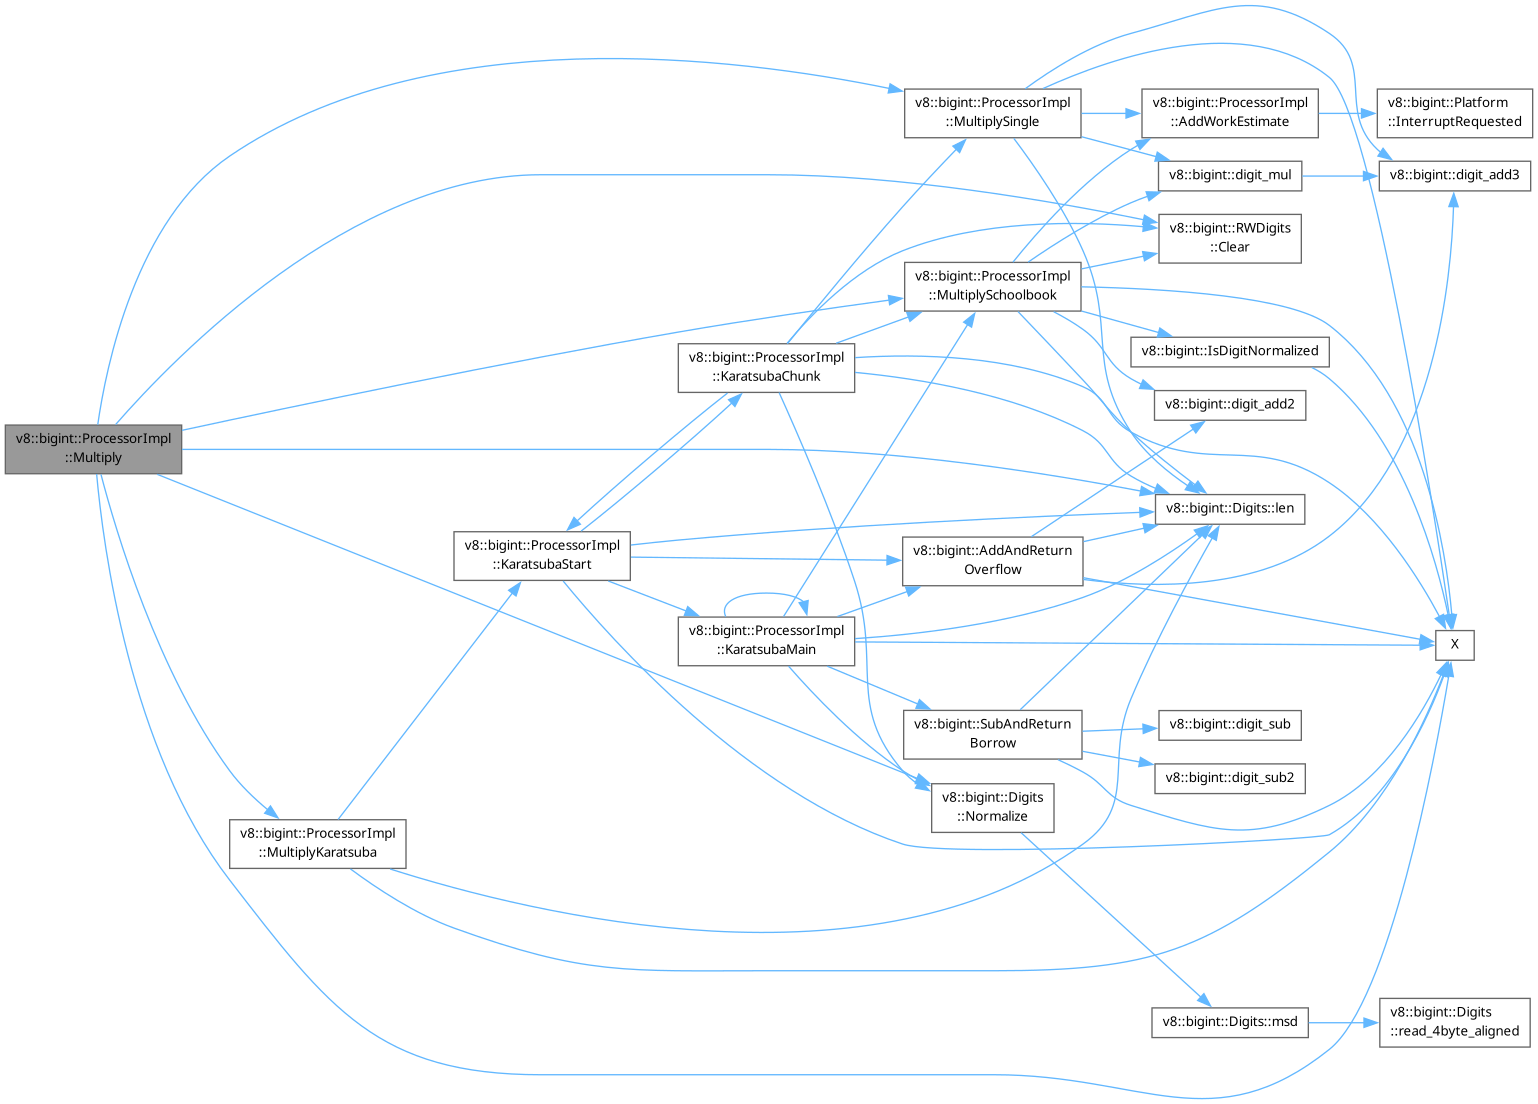 v8::bigint::ProcessorImpl
::Multiply
v8::bigint::ProcessorImpl
::MultiplySingle
v8::bigint::ProcessorImpl
::AddWorkEstimate
v8::bigint::Platform
::InterruptRequested
v8::bigint::digit_mul
v8::bigint::digit_add3
v8::bigint::RWDigits
::Clear
v8::bigint::ProcessorImpl
::MultiplySchoolbook
v8::bigint::IsDigitNormalized
v8::bigint::ProcessorImpl
::KaratsubaChunk
v8::bigint::digit_add2
v8::bigint::Digits::len
v8::bigint::ProcessorImpl
::KaratsubaStart
v8::bigint::AddAndReturn
Overflow
v8::bigint::ProcessorImpl
::KaratsubaMain
X
v8::bigint::SubAndReturn
Borrow
v8::bigint::digit_sub
v8::bigint::digit_sub2
v8::bigint::Digits
::Normalize
v8::bigint::ProcessorImpl
::MultiplyKaratsuba
v8::bigint::Digits::msd
v8::bigint::Digits
::read_4byte_aligned